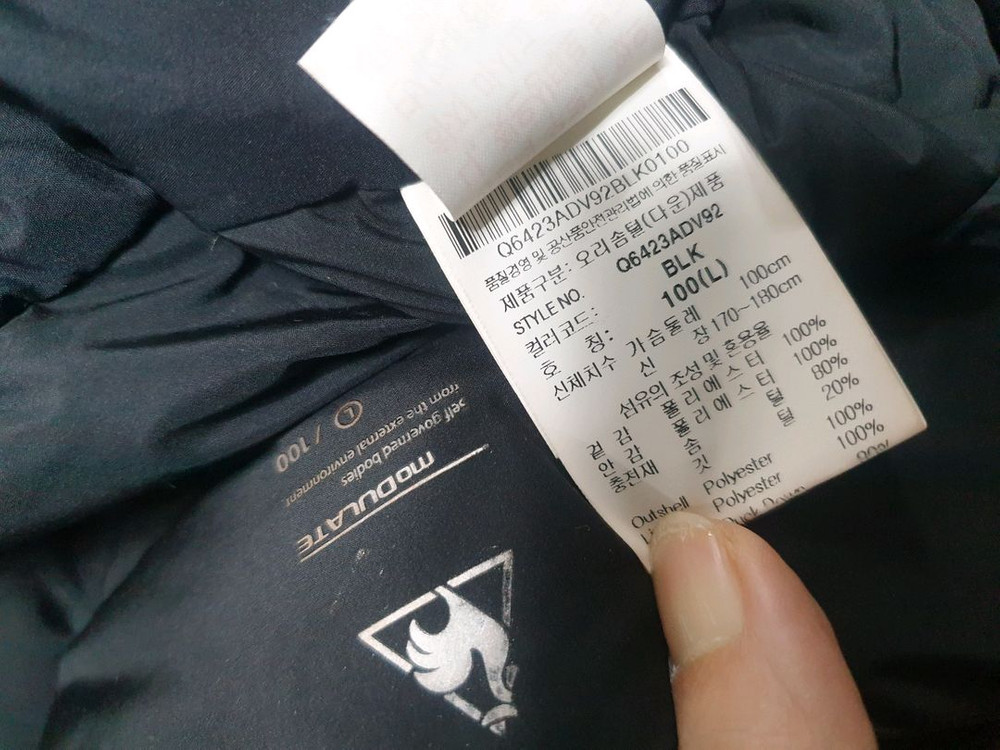 Q6423ADV92BLK0100
품질경영 및 공산품안전관리법에 의한 품질표시
제품구분: 오리솜털(다운)제품
STYLE NO. Q6423ADV92
컬러코드: BLK
호 칭: 100(L)
신체치수 가슴둘레 100cm
신 장 170~180cm
섬유의 조성 및 혼용율
겉 감 폴 리 에 스 터 100%
안 감 폴 리 에 스 터 100%
충전재 솜 털 80%
깃 털 20%
Outshell Polyester 100%
Polyester 100%
Duck Down
MODULATE
self governed bodies
from the external environment
L / 100